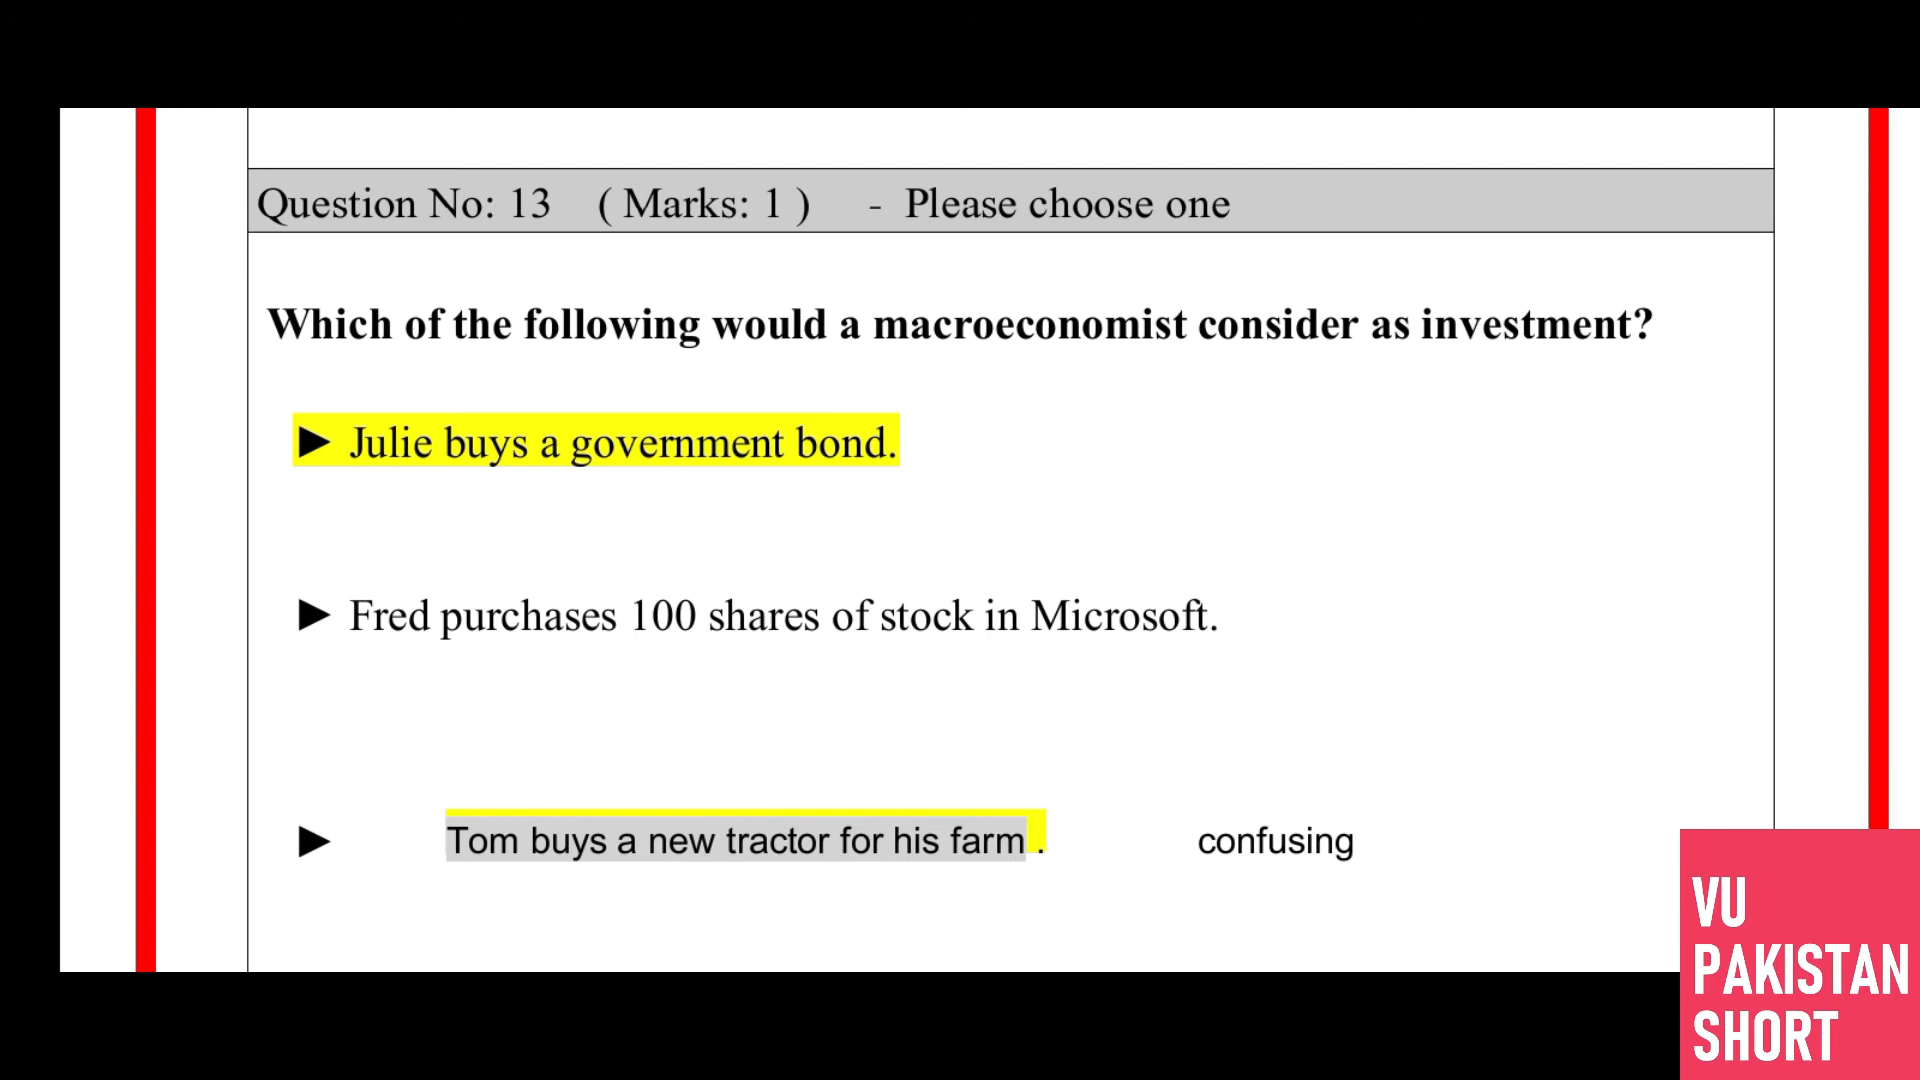 Question No: 13 ( Marks: 1 ) - Please choose one
Which of the following would a macroeconomist consider as investment?
► Julie buys a government bond.
► Fred purchases 100 shares of stock in Microsoft.
► Tom buys a new tractor for his farm . confusing
VU
PAKISTAN
SHORT